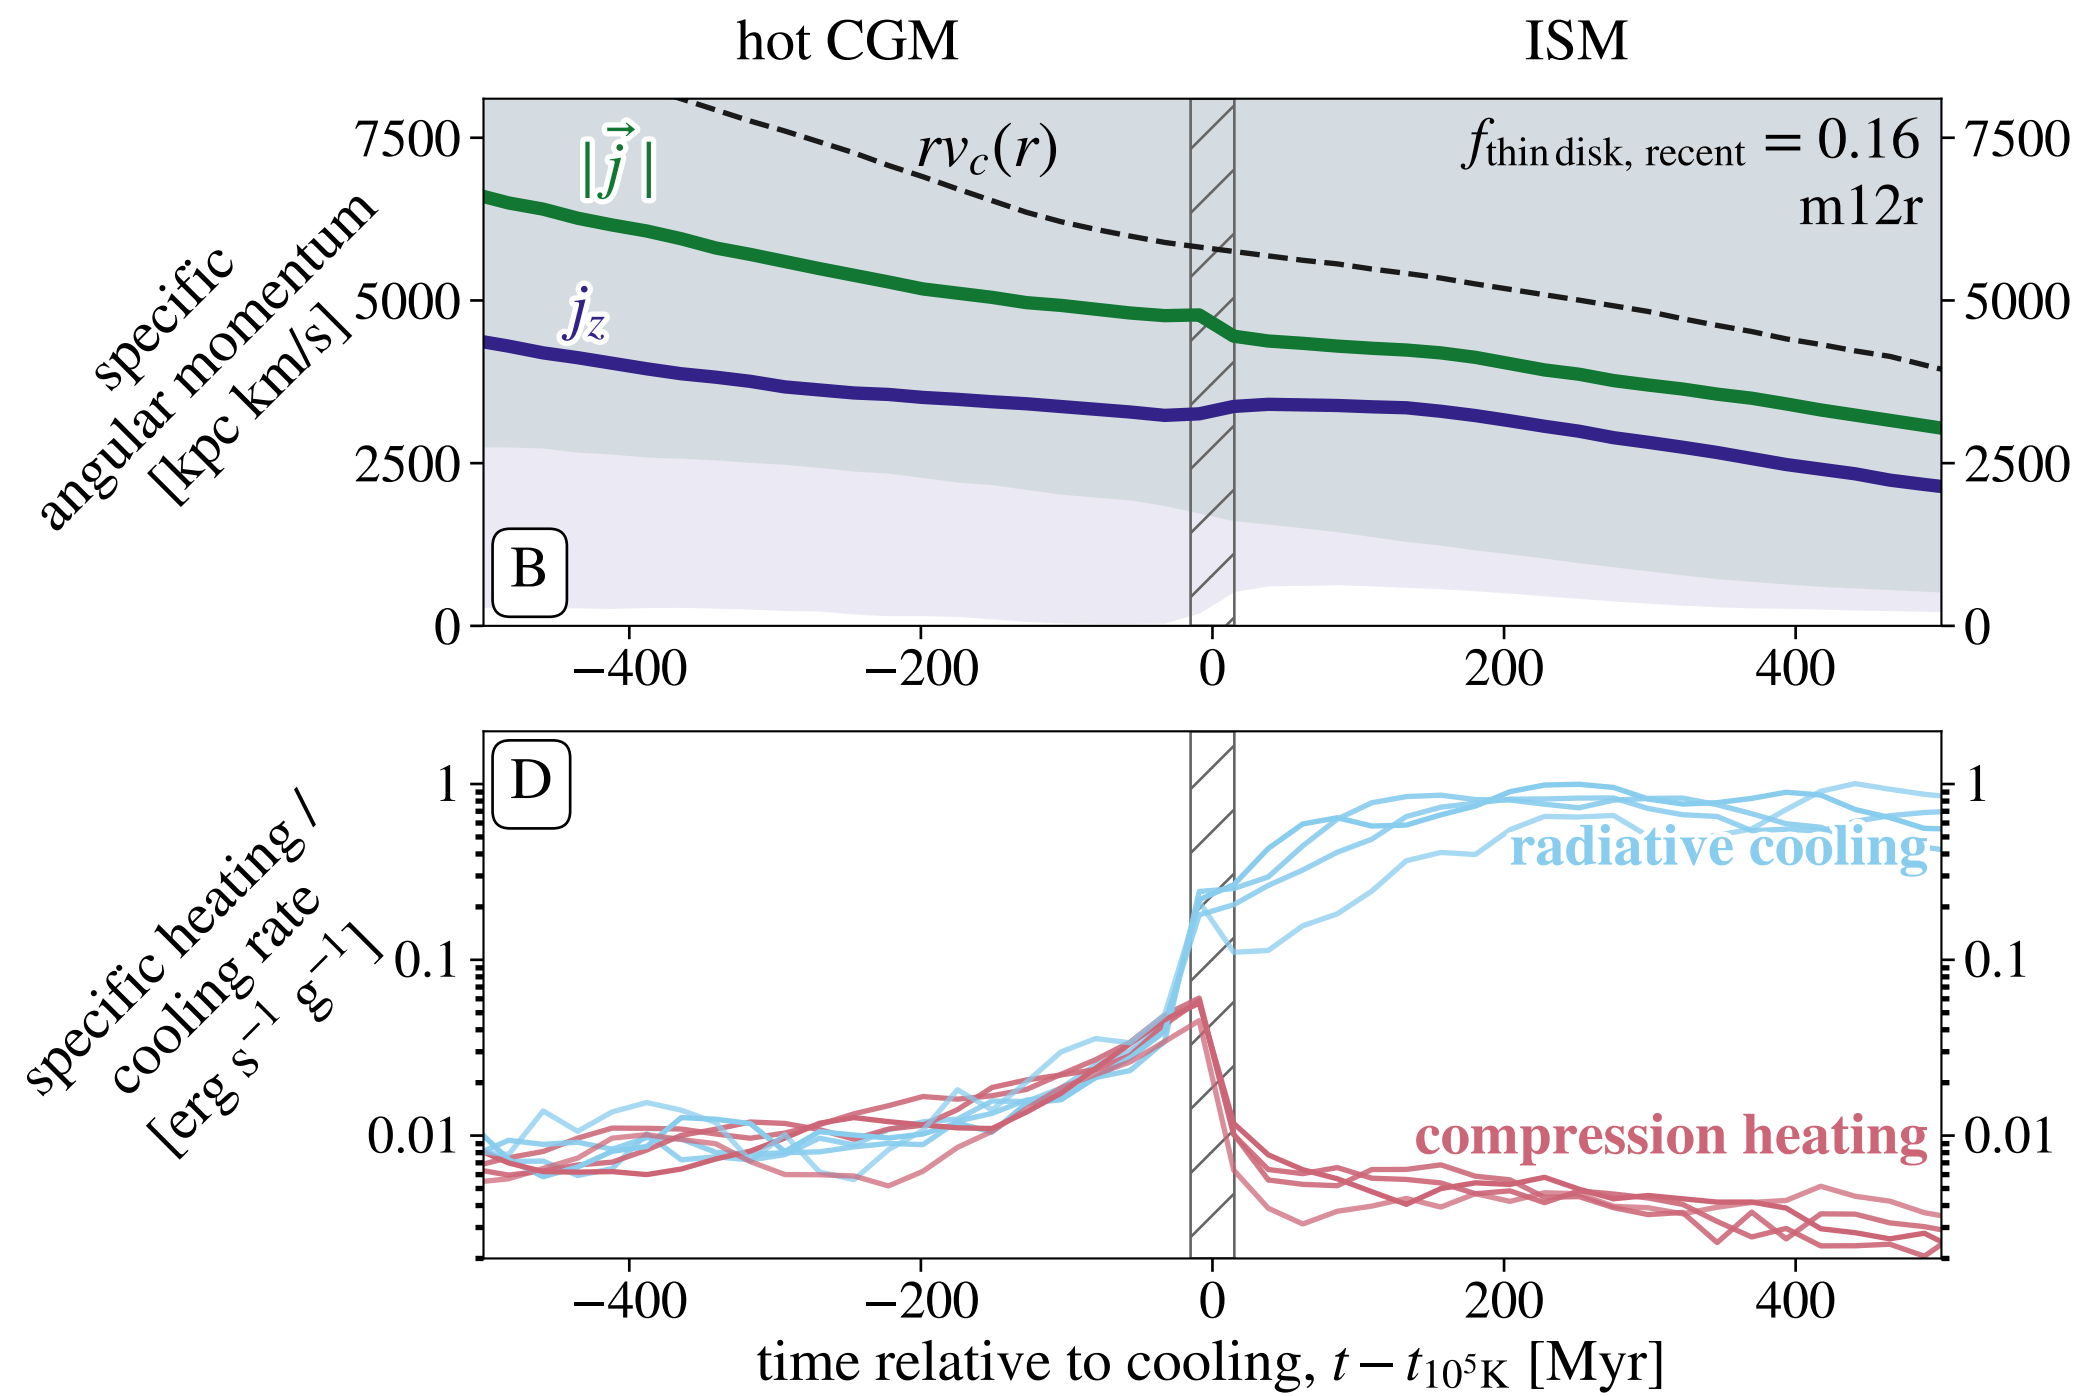 hot CGM
ISM
specific
angular momentum
[kpc km/s]
7500
5000
2500
0
|j⃗|
j_z
rv_c(r)
f_thin disk, recent = 0.16
m12r
B
7500
5000
2500
0
−400 −200 0 200 400
specific heating /
cooling rate
[erg s⁻¹ g⁻¹]
1
0.1
0.01
D
radiative cooling
compression heating
1
0.1
0.01
−400 −200 0 200 400
time relative to cooling, t − t_10⁵K [Myr]